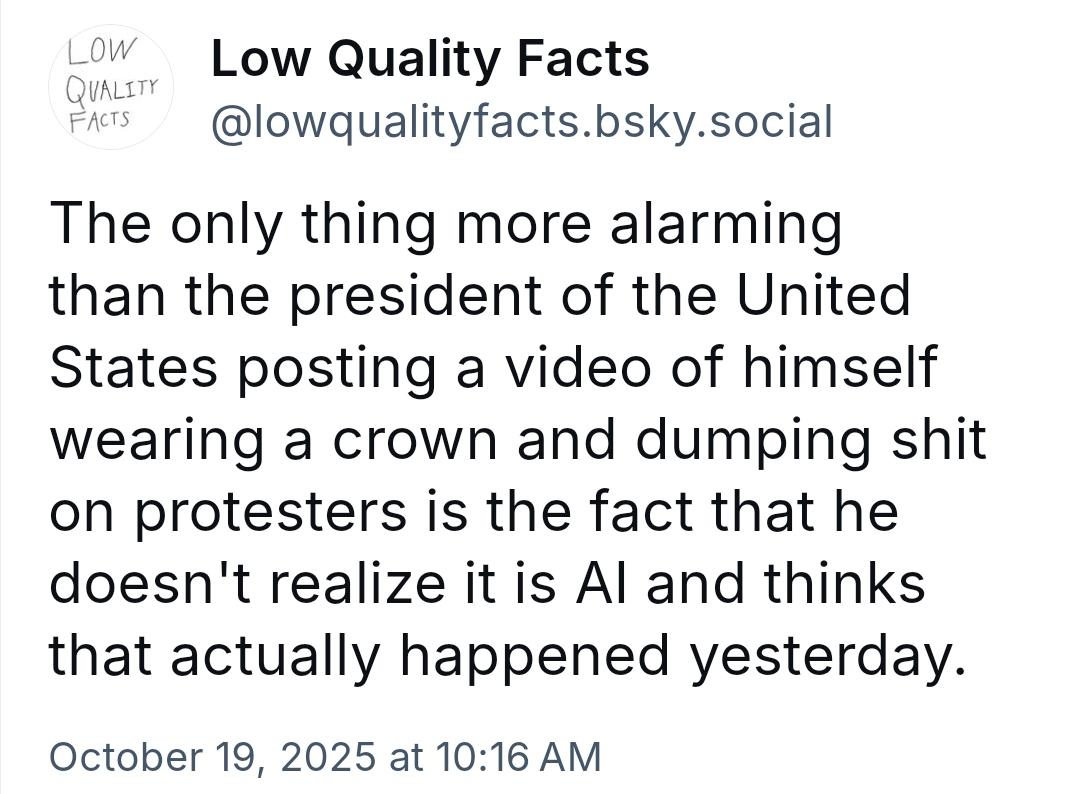 LOW
QUALITY
FACTS
Low Quality Facts
@lowqualityfacts.bsky.social
The only thing more alarming
than the president of the United
States posting a video of himself
wearing a crown and dumping shit
on protesters is the fact that he
doesn't realize it is AI and thinks
that actually happened yesterday.
October 19, 2025 at 10:16 AM